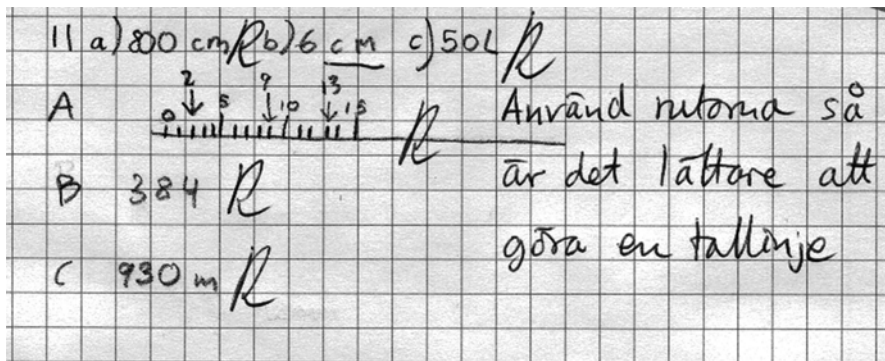 11 a) 800 cm R b) 6 cm c) 50L R
2 9 13
A 0 5 10 15 R
B 384 R
C 930 m R
Använd rutorna så
är det lättare att
göra en tallinje